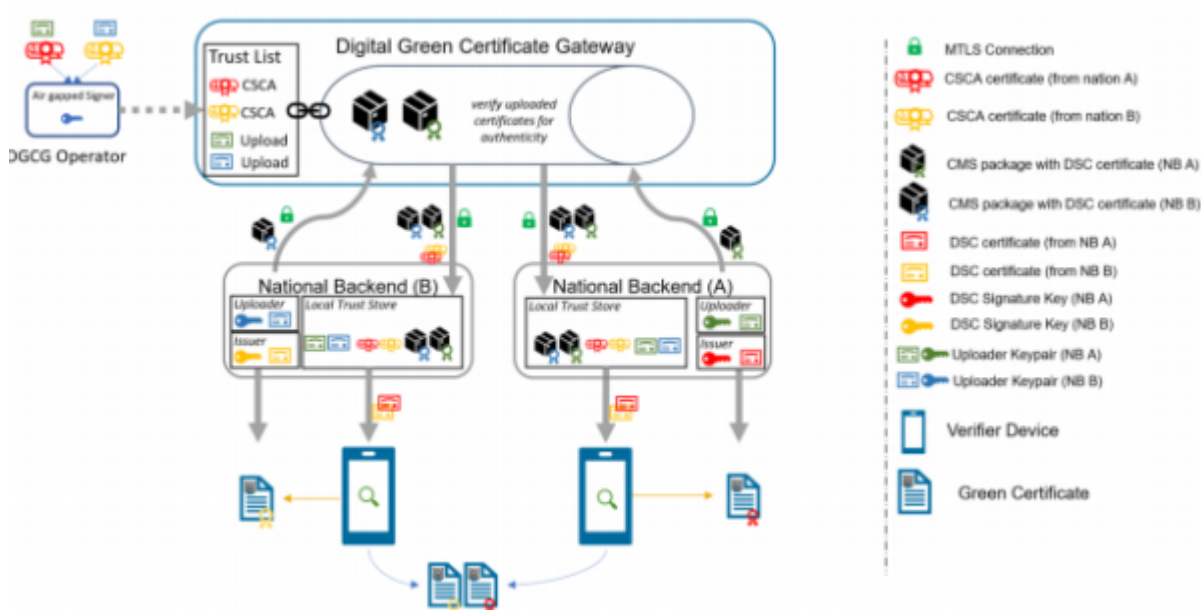 Digital Green Certificate Gateway
Trust List
CSCA
CSCA
Upload
Upload
verify uploaded
certificates for
authenticity
Air gapped Signer
DGCG Operator
National Backend (B)
Uploader
Local Trust Store
Issuer
National Backend (A)
Local Trust Store
Uploader
Issuer
MTLS Connection
CSCA certificate (from nation A)
CSCA certificate (from nation B)
CMS package with DSC certificate (NB A)
CMS package with DSC certificate (NB B)
DSC certificate (from NB A)
DSC certificate (from NB B)
DSC Signature Key (NB A)
DSC Signature Key (NB B)
Uploader Keypair (NB A)
Uploader Keypair (NB B)
Verifier Device
Green Certificate